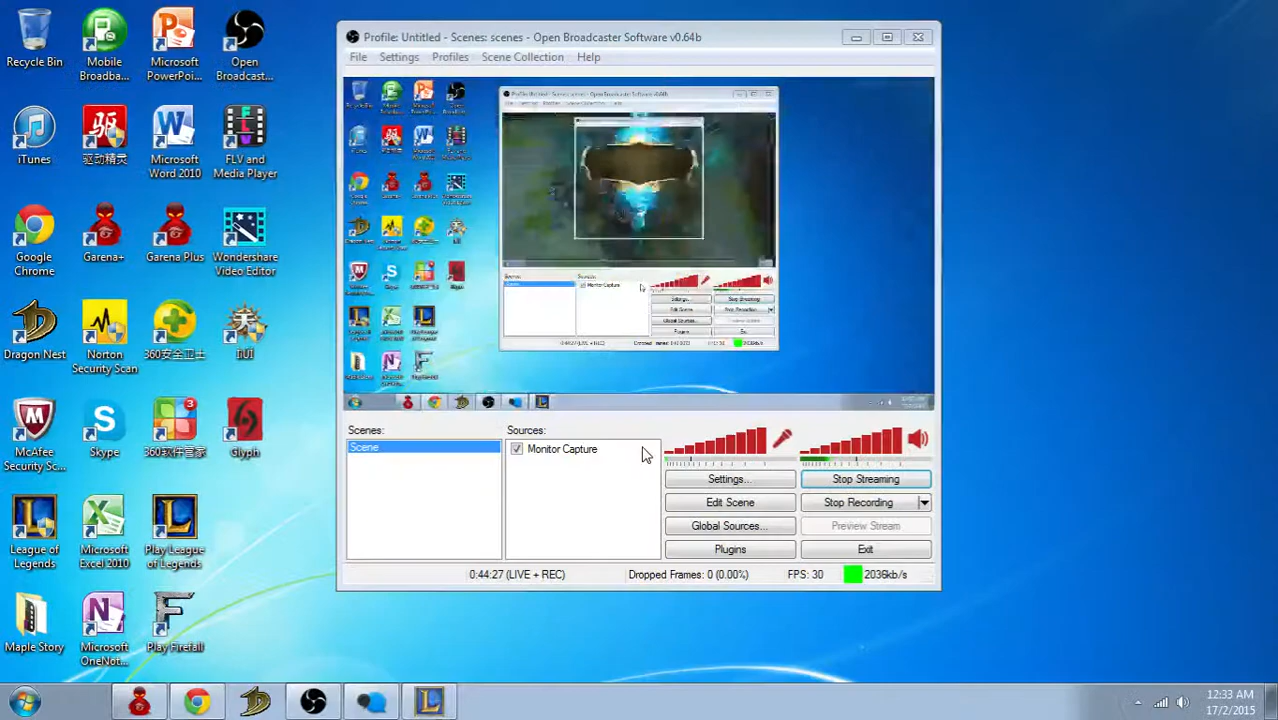 Recycle Bin
Mobile
Broadba...
Microsoft
PowerPoi...
Open
Broadcast...
iTunes
驱动精灵
Microsoft
Word 2010
FLV and
Media Player
Google
Chrome
Garena+
Garena Plus
Wondershare
Video Editor
Dragon Nest
Norton
Security Scan
360安全卫士
McAfee
Security Sc...
Skype
3
360软件管家
Glyph
League of
Legends
Microsoft
Excel 2010
Play League
of Legends
Maple Story
Microsoft
OneNot...
Play Firefall
Profile: Untitled - Scenes: scenes - Open Broadcaster Software v0.64b
File Settings Profiles Scene Collection Help
Scenes:
Scene
Sources:
Monitor Capture
Settings...
Stop Streaming
Edit Scene
Stop Recording
Global Sources...
Preview Stream
Plugins
Exit
0:44:27 (LIVE + REC)
Dropped Frames: 0 (0.00%)
FPS: 30
2036kb/s
12:33 AM
17/2/2015